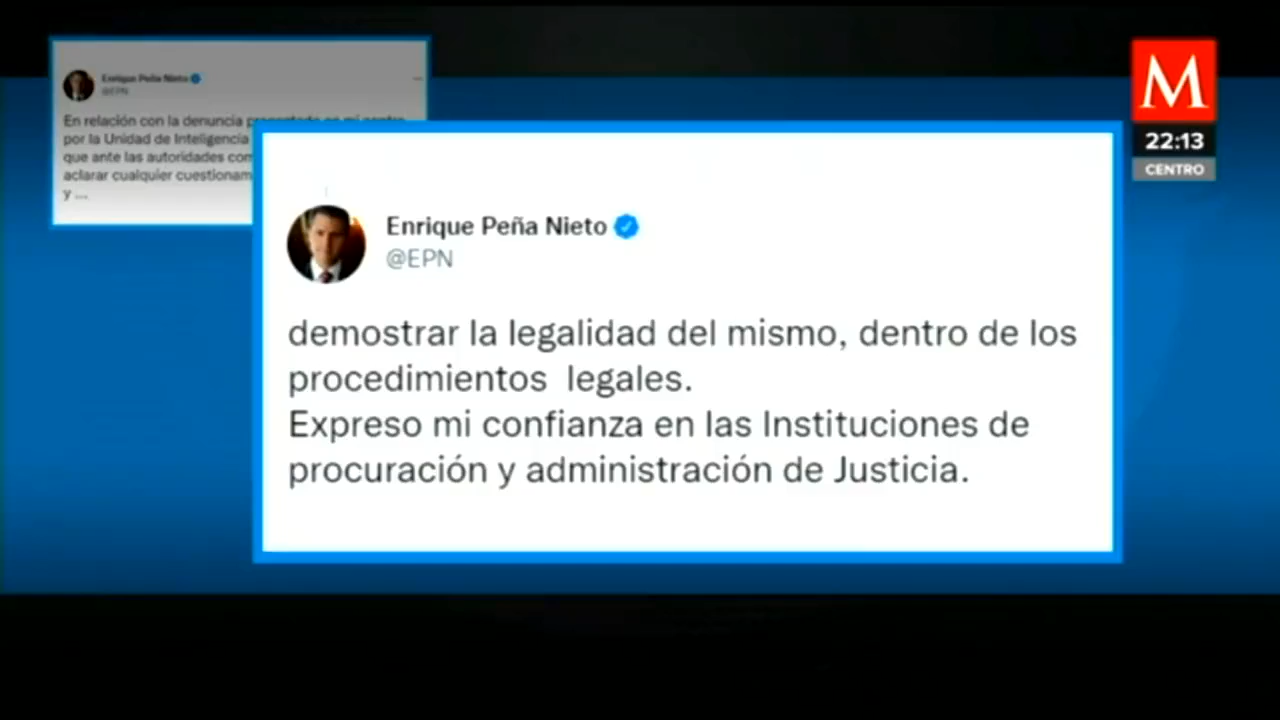 Enrique Peña Nieto
@EPN
En relación con la denuncia
por la Unidad de Inteligencia
que ante las autoridades com
aclarar cualquier cuestionam
y ...
Enrique Peña Nieto
@EPN
demostrar la legalidad del mismo, dentro de los
procedimientos legales.
Expreso mi confianza en las Instituciones de
procuración y administración de Justicia.
M
22:13
CENTRO